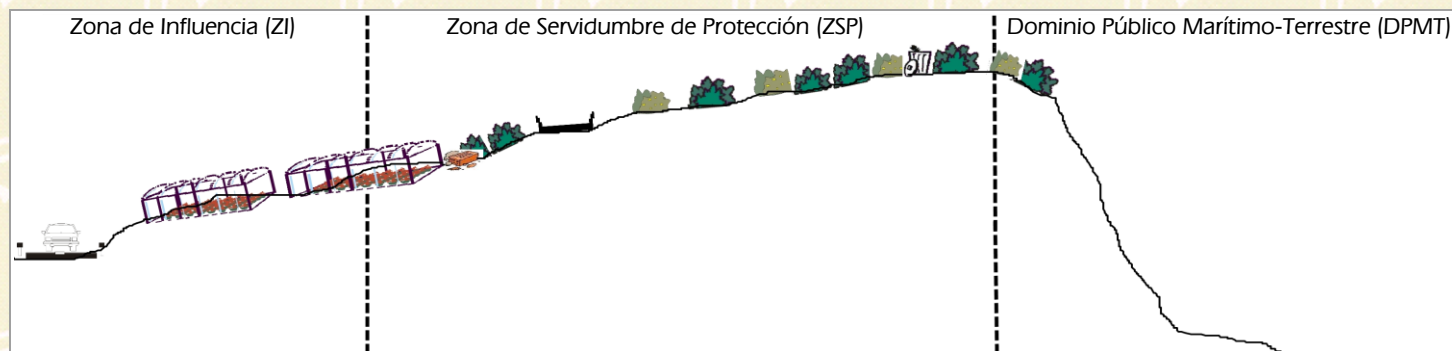 Zona de Influencia (ZI)
Zona de Servidumbre de Protección (ZSP)
Dominio Público Marítimo-Terrestre (DPMT)